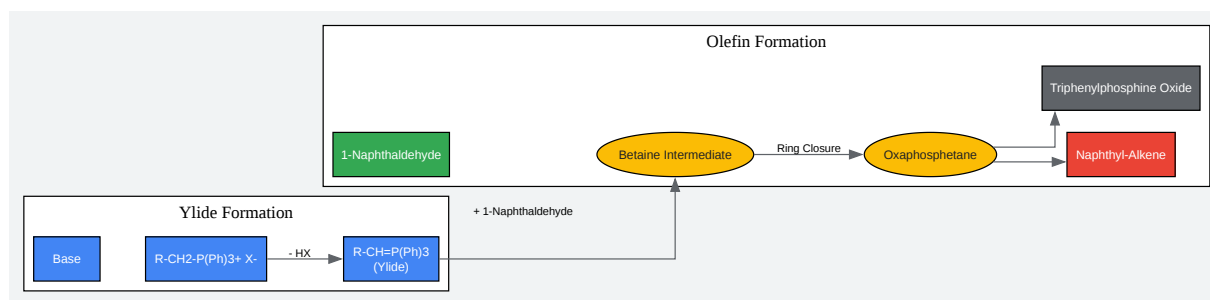 Olefin Formation
Triphenylphosphine Oxide
1-Naphthaldehyde
Betaine Intermediate
Ring Closure
Oxaphosphetane
Naphthyl-Alkene
Ylide Formation
+ 1-Naphthaldehyde
Base
R-CH2-P(Ph)3+ X-
- HX
R-CH=P(Ph)3
(Ylide)